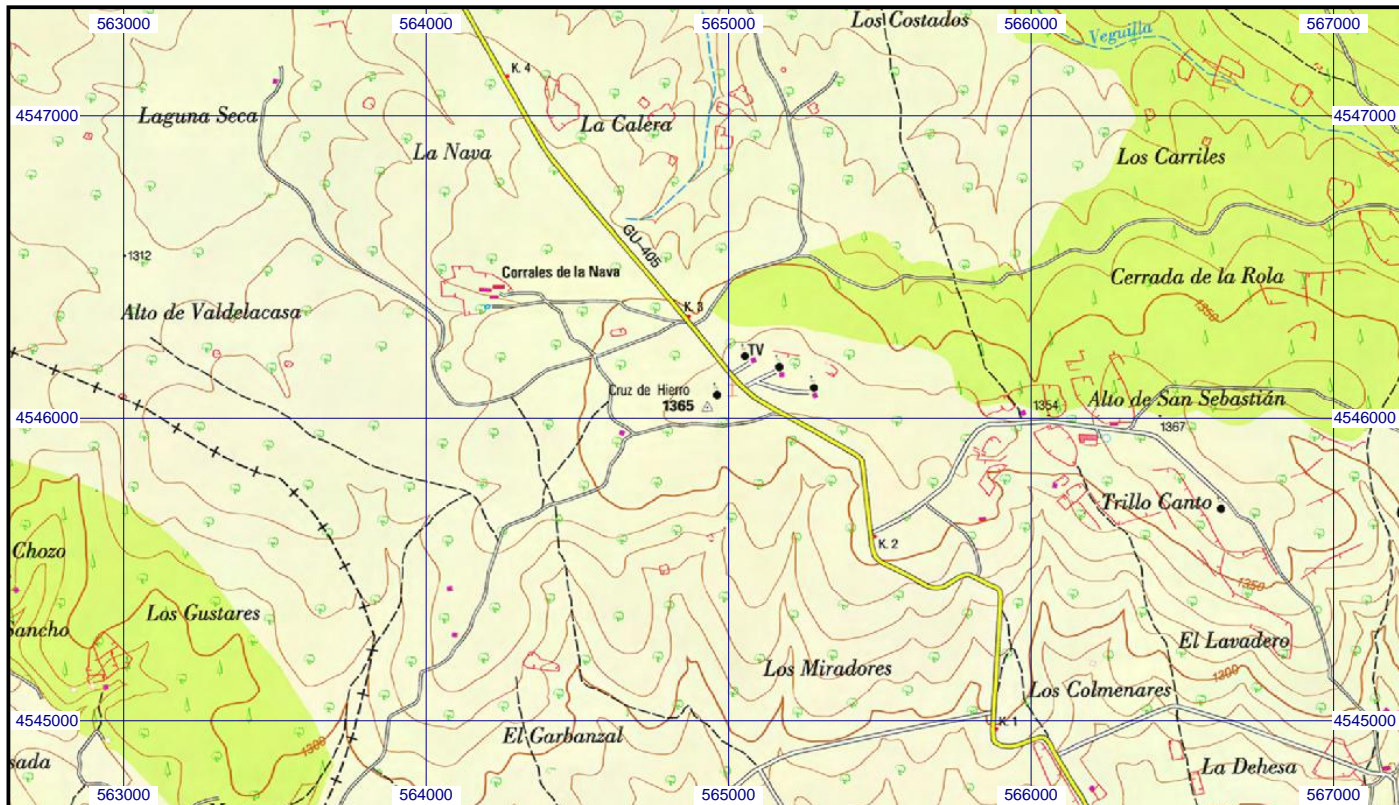 563000 564000 565000 566000 567000
Los Costados
Veguilla
K. 4
4547000 4547000
Laguna Seca
La Calera
La Nava
Los Carriles
GU-405
1312
Corrales de la Nava
Cerrada de la Rola
K. 3
1350
Alto de Valdelacasa
TV
Cruz de Hierro
1365
1354
Alto de San Sebastián
4546000 4546000
1367
Trillo Canto
K. 2
Chozo
1350
Los Gustares
Sancho
El Lavadero
Los Miradores
1300
Los Colmenares
4545000 4545000
K. 1
El Garbanzal
1300
sada
La Dehesa
563000 564000 565000 566000 567000